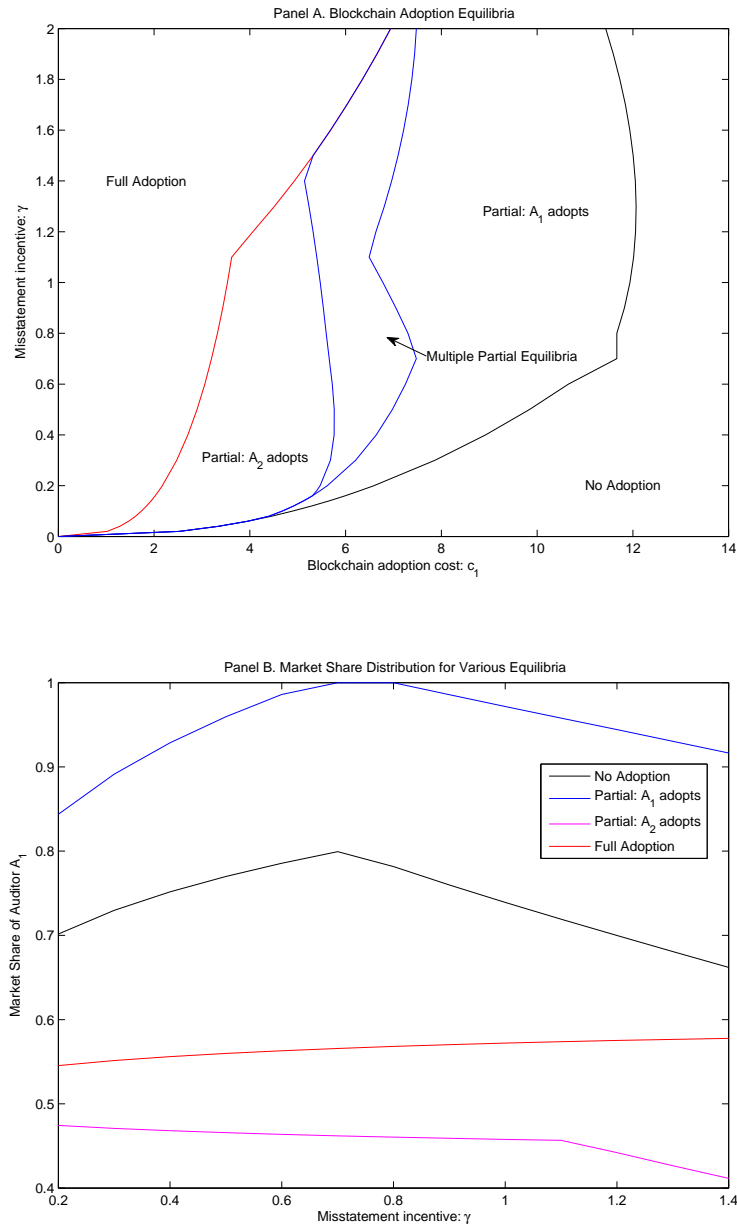 Panel A. Blockchain Adoption Equilibria
Misstatement incentive: γ
2
1.8
1.6
1.4
1.2
1
0.8
0.6
0.4
0.2
0
Full Adoption
Partial: A₁ adopts
Multiple Partial Equilibria
Partial: A₂ adopts
No Adoption
0 2 4 6 8 10 12 14
Blockchain adoption cost: c₁
Panel B. Market Share Distribution for Various Equilibria
Market Share of Auditor A₁
1
0.9
0.8
0.7
0.6
0.5
0.4
No Adoption
Partial: A₁ adopts
Partial: A₂ adopts
Full Adoption
0.2 0.4 0.6 0.8 1 1.2 1.4
Misstatement incentive: γ